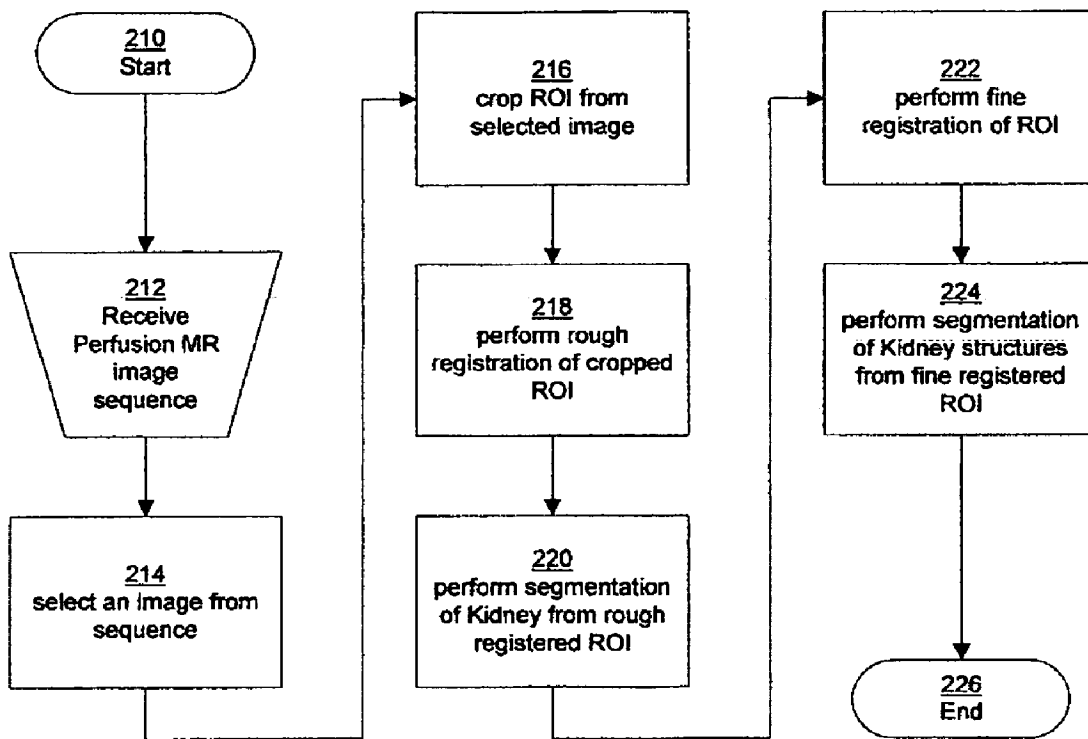 210
Start
212
Receive
Perfusion MR
image
sequence
214
select an image from
sequence
216
crop ROI from
selected image
218
perform rough
registration of cropped
ROI
220
perform segmentation
of Kidney from rough
registered ROI
222
perform fine
registration of ROI
224
perform segmentation
of Kidney structures
from fine registered
ROI
226
End